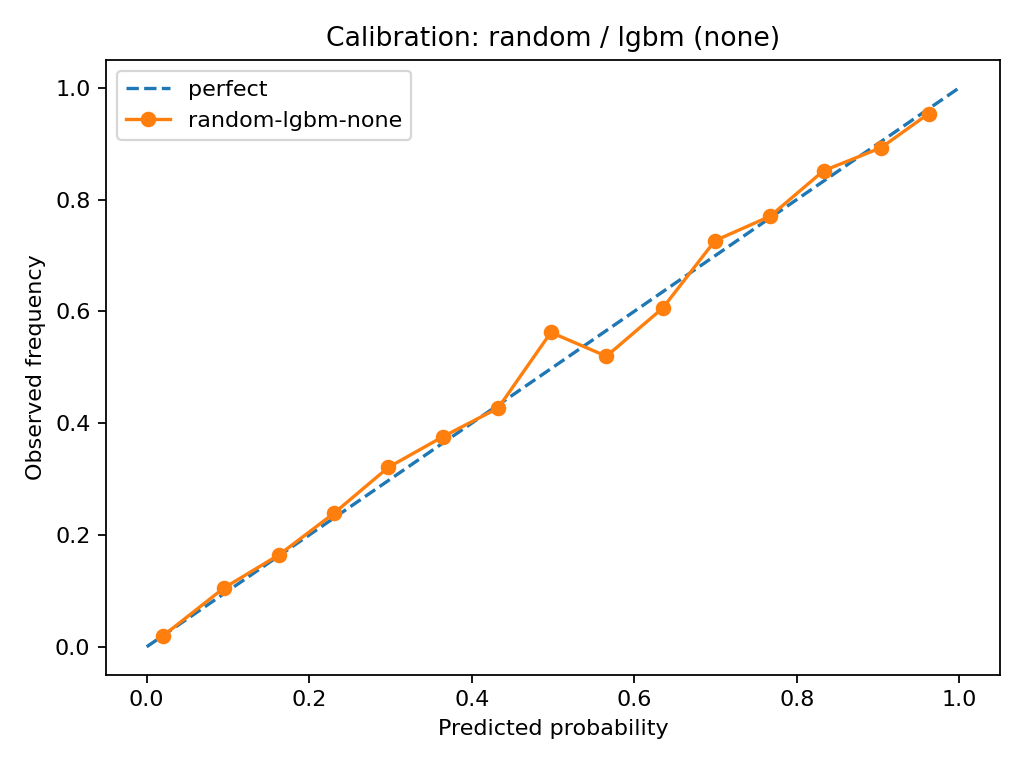 Calibration: random / lgbm (none)
perfect
random-lgbm-none
1.0
0.8
0.6
0.4
0.2
0.0
Observed frequency
0.0 0.2 0.4 0.6 0.8 1.0
Predicted probability